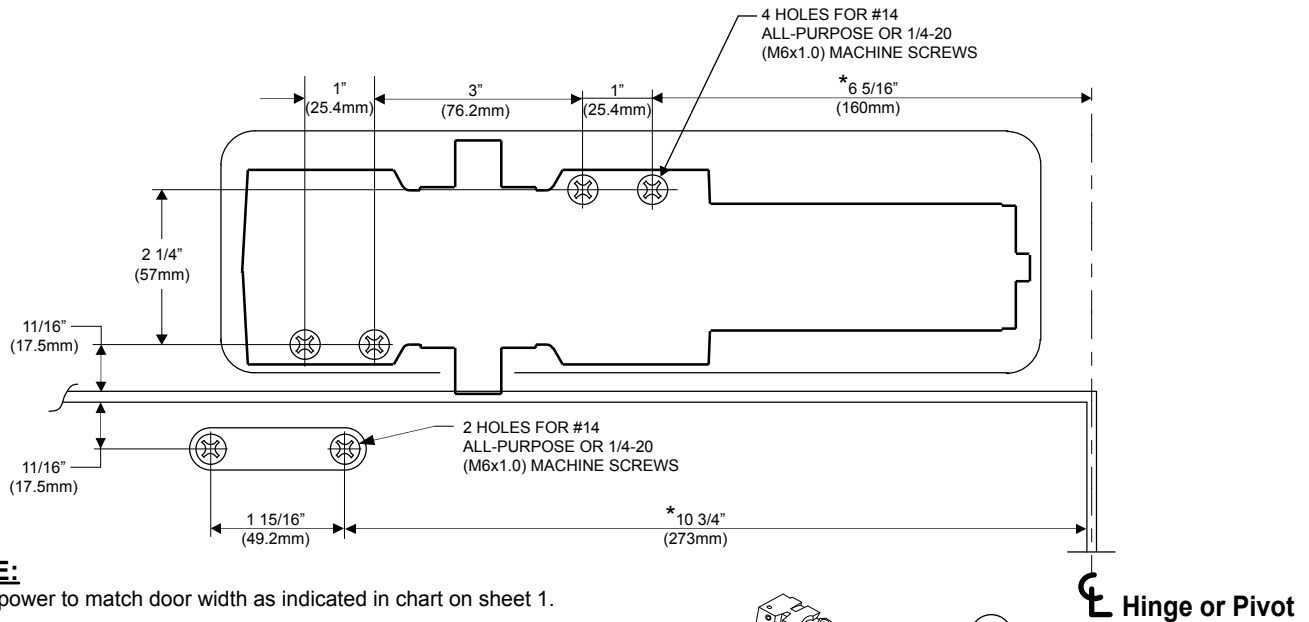 4 HOLES FOR #14
ALL-PURPOSE OR 1/4-20
(M6x1.0) MACHINE SCREWS
1”
(25.4mm)
3”
(76.2mm)
1”
(25.4mm)
*6 5/16”
(160mm)
2 1/4”
(57mm)
11/16”
(17.5mm)
2 HOLES FOR #14
ALL-PURPOSE OR 1/4-20
(M6x1.0) MACHINE SCREWS
11/16”
(17.5mm)
1 15/16”
(49.2mm)
*10 3/4”
(273mm)
E:
power to match door width as indicated in chart on sheet 1.
℄ Hinge or Pivot